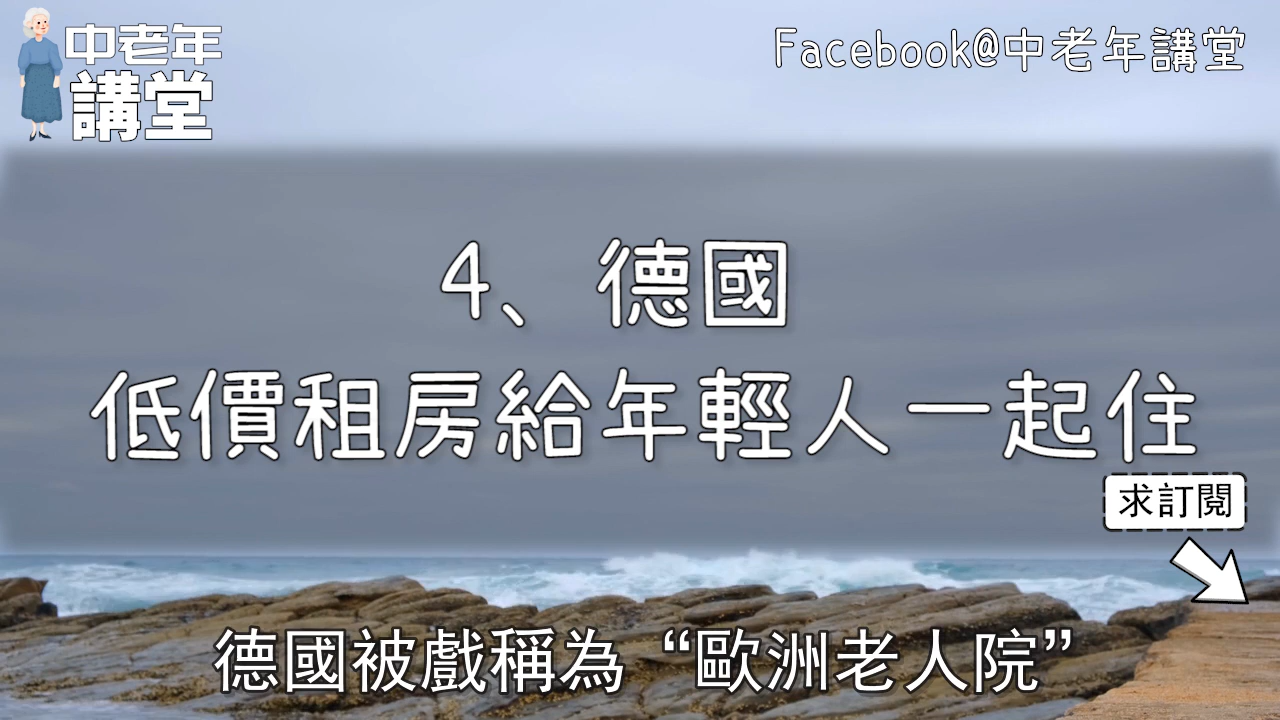 中老年
講堂
Facebook@中老年講堂
4、德國
低價租房給年輕人一起住
求訂閱
德國被戲稱為“歐洲老人院”